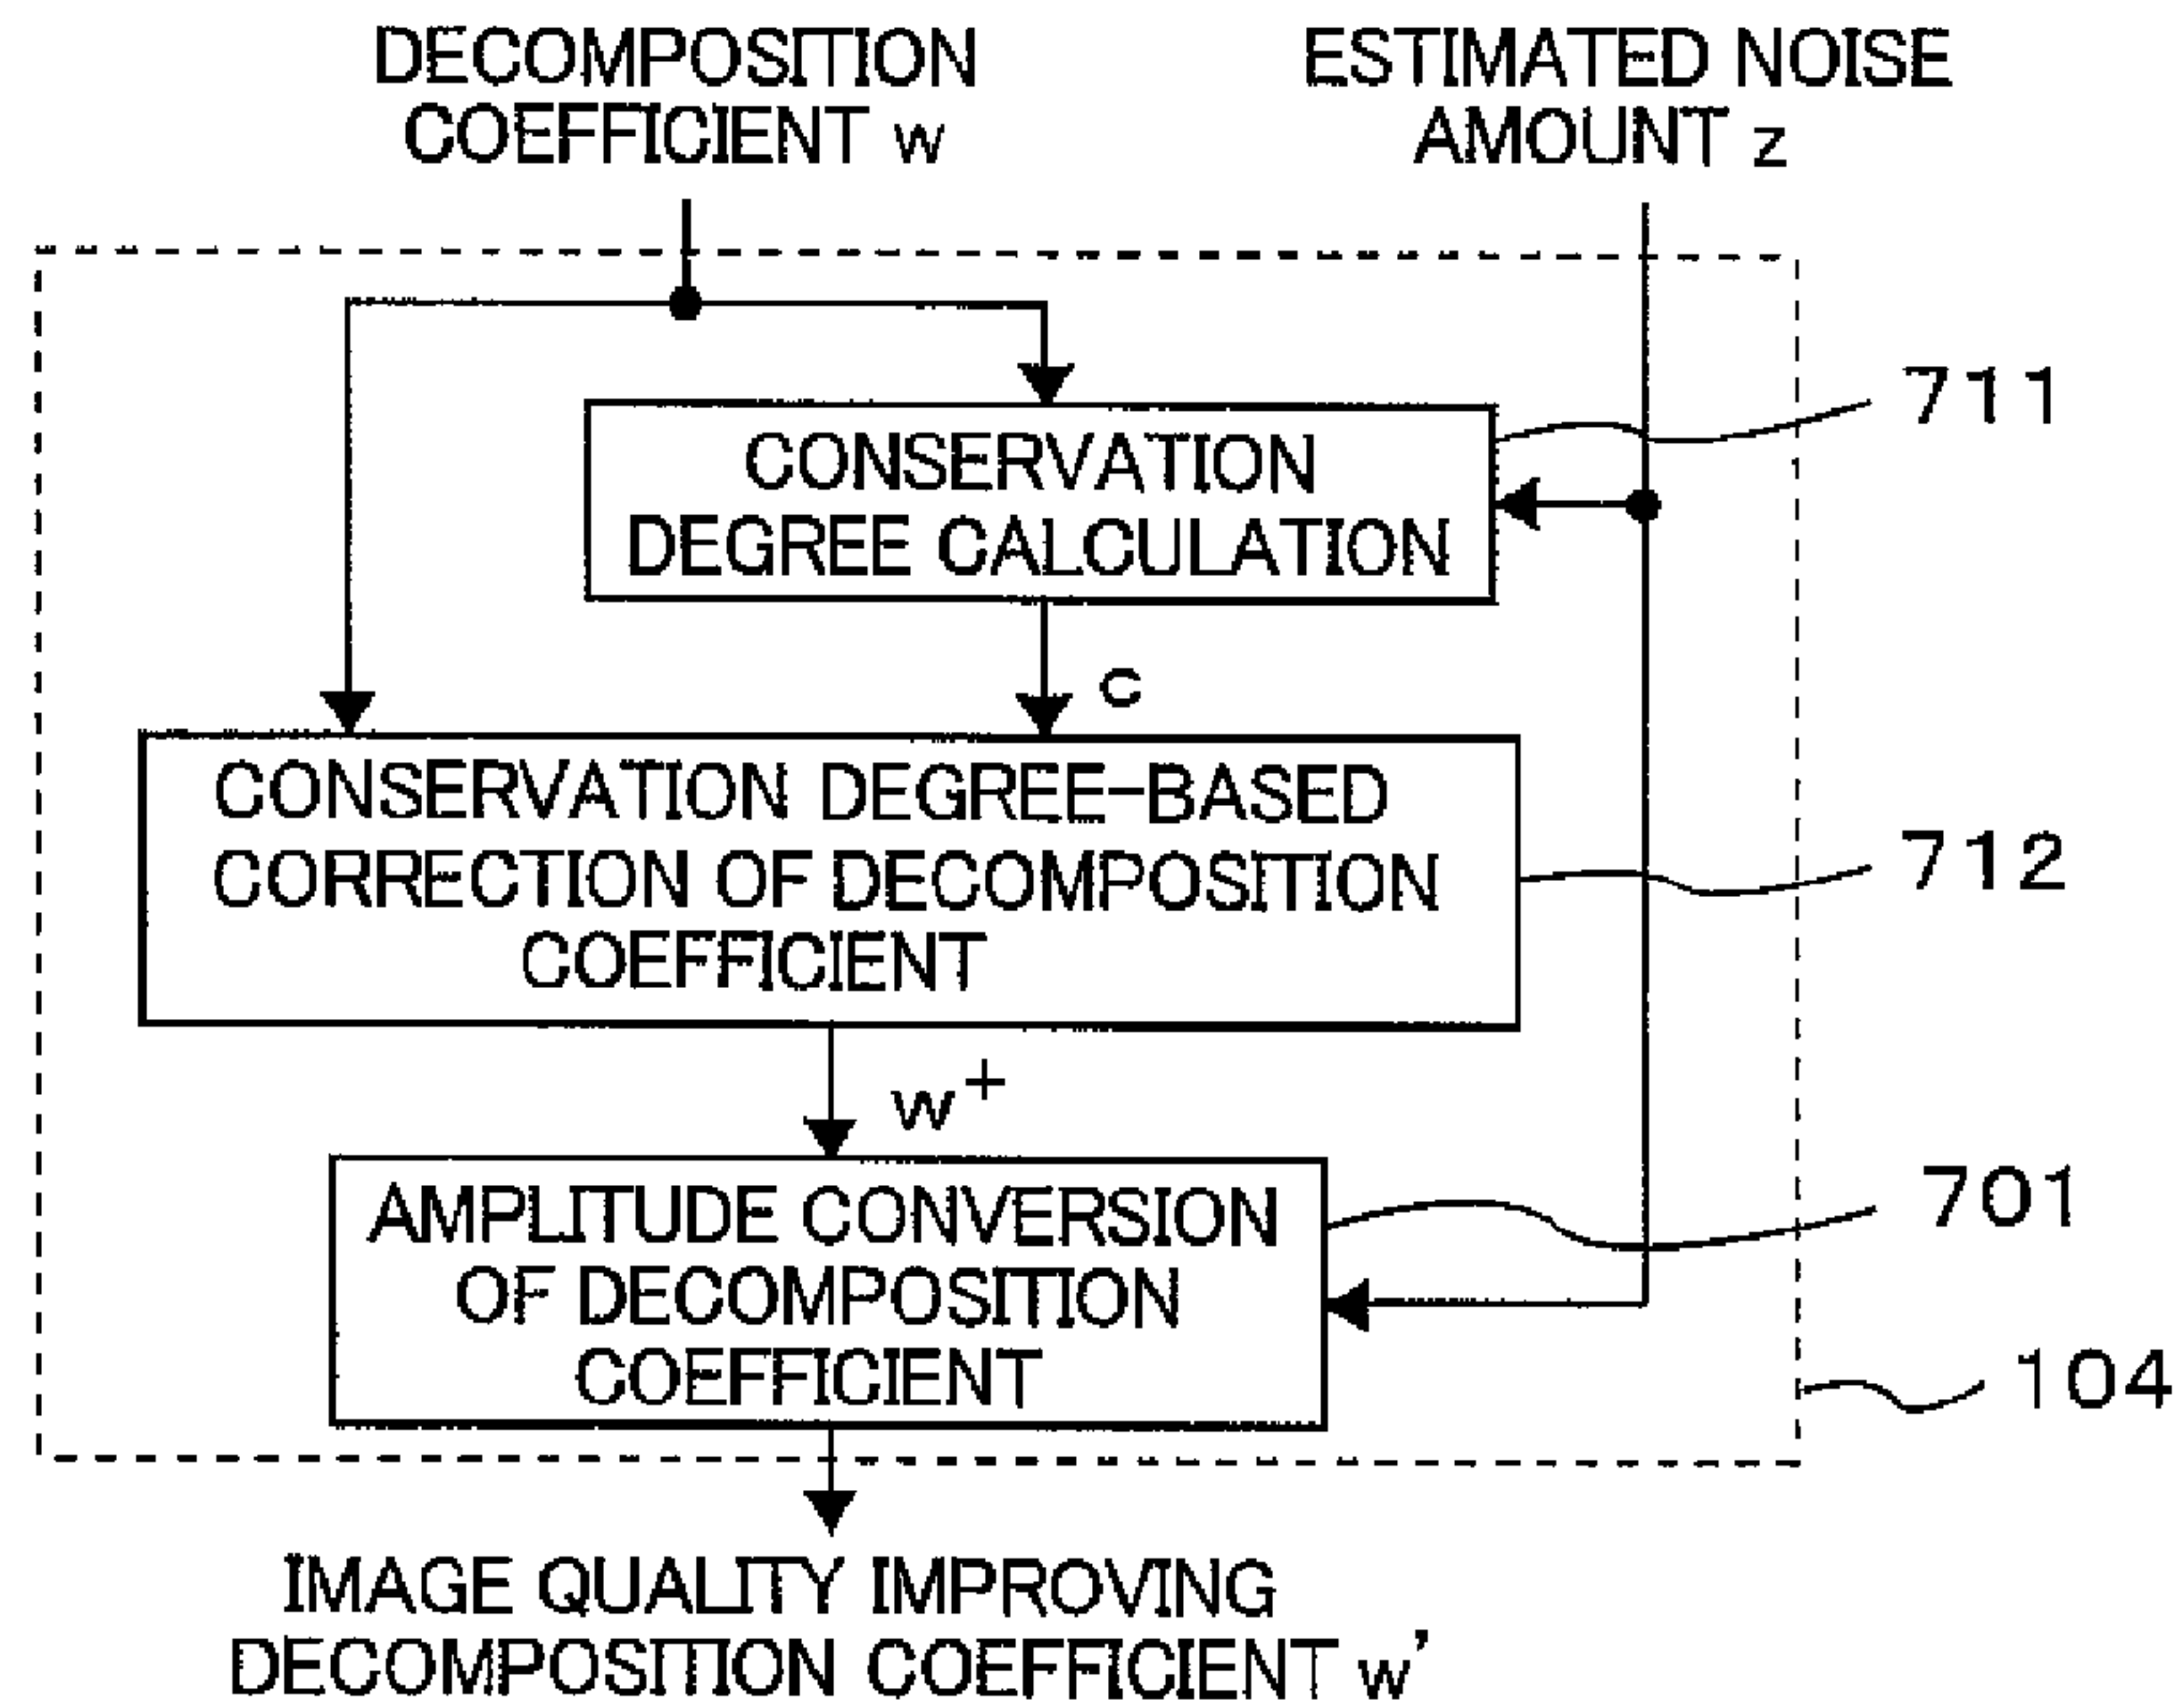 DECOMPOSITION
COEFFICIENT w
ESTIMATED NOISE
AMOUNT z
711
CONSERVATION
DEGREE CALCULATION
c
CONSERVATION DEGREE-BASED
CORRECTION OF DECOMPOSITION
COEFFICIENT
712
w+
701
AMPLITUDE CONVERSION
OF DECOMPOSITION
COEFFICIENT
104
IMAGE QUALITY IMPROVING
DECOMPOSITION COEFFICIENT w'